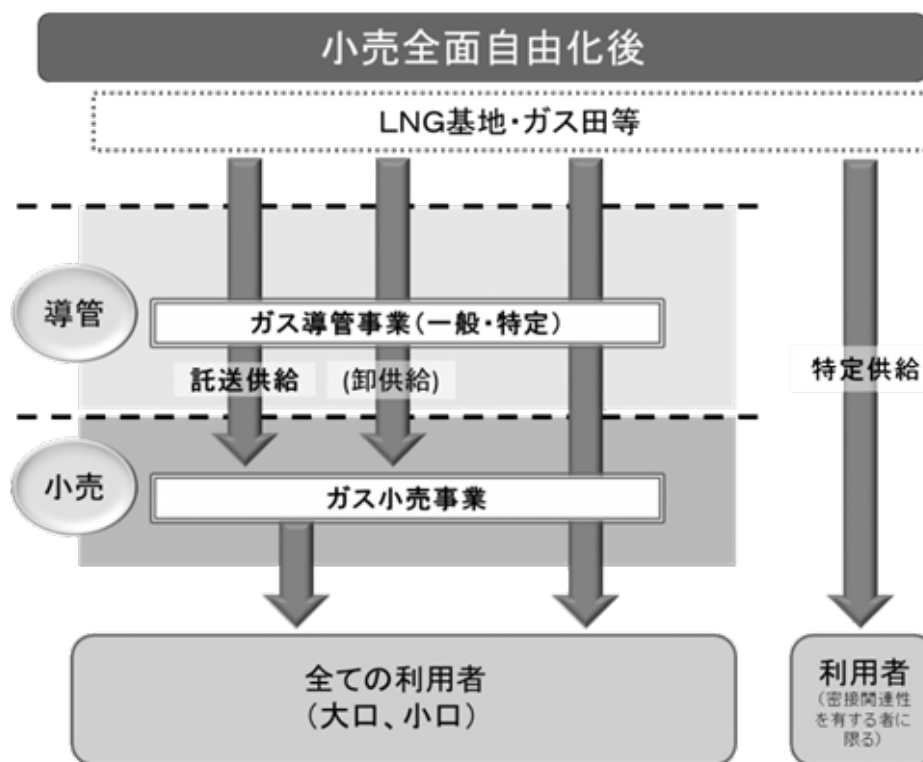 小売全面自由化後
LNG基地・ガス田等
導管
ガス導管事業(一般・特定)
託送供給
(卸供給)
特定供給
小売
ガス小売事業
全ての利用者
(大口、小口)
利用者
(密接関連性
を有する者に
限る)